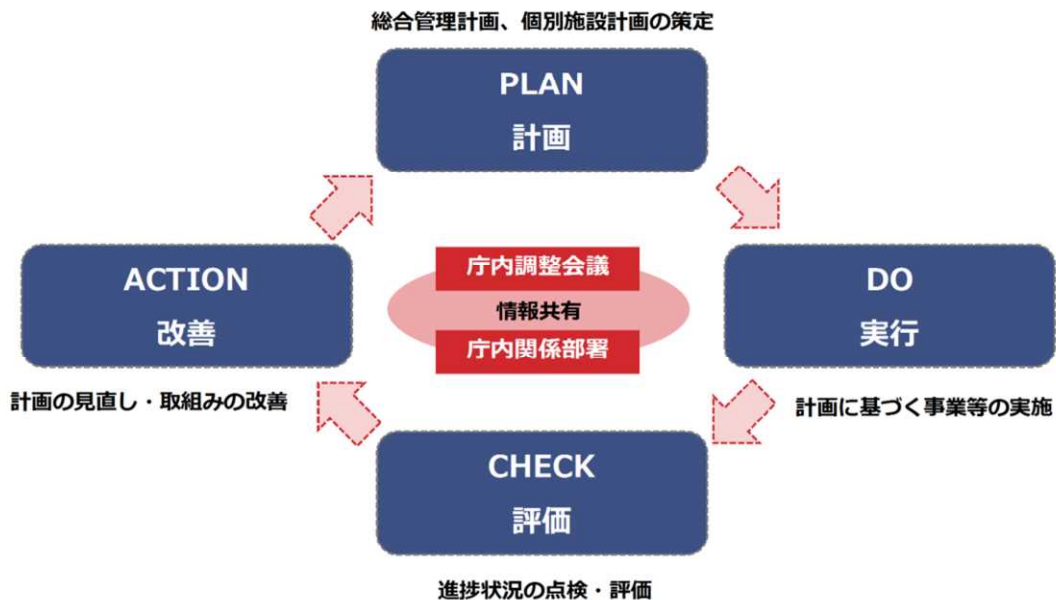 総合管理計画、個別施設計画の策定
PLAN
計画
ACTION
改善
計画の見直し・取組みの改善
庁内調整会議
情報共有
庁内関係部署
DO
実行
計画に基づく事業等の実施
CHECK
評価
進捗状況の点検・評価